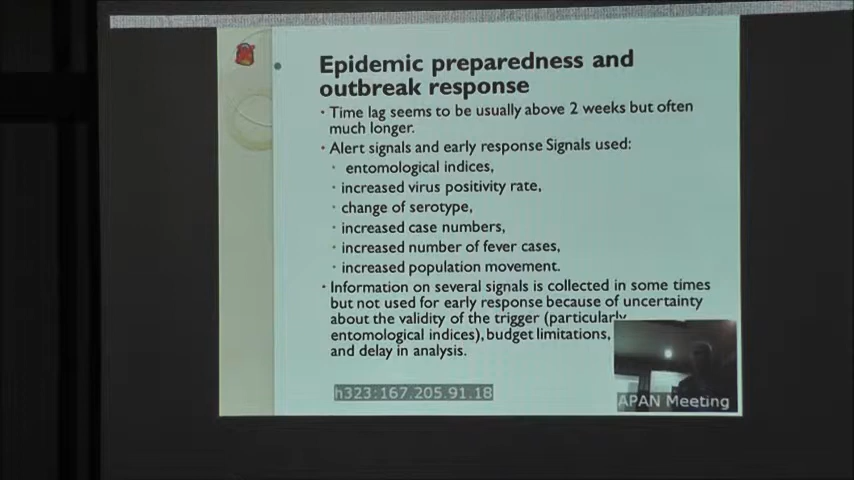 Epidemic preparedness and
outbreak response
• Time lag seems to be usually above 2 weeks but often
much longer.
• Alert signals and early response Signals used:
• entomological indices,
• increased virus positivity rate,
• change of serotype,
• increased case numbers,
• increased number of fever cases,
• increased population movement.
• Information on several signals is collected in some times
but not used for early response because of uncertainty
about the validity of the trigger (particularly
entomological indices), budget limitations,
and delay in analysis.
h323:167.205.91.18
APAN Meeting